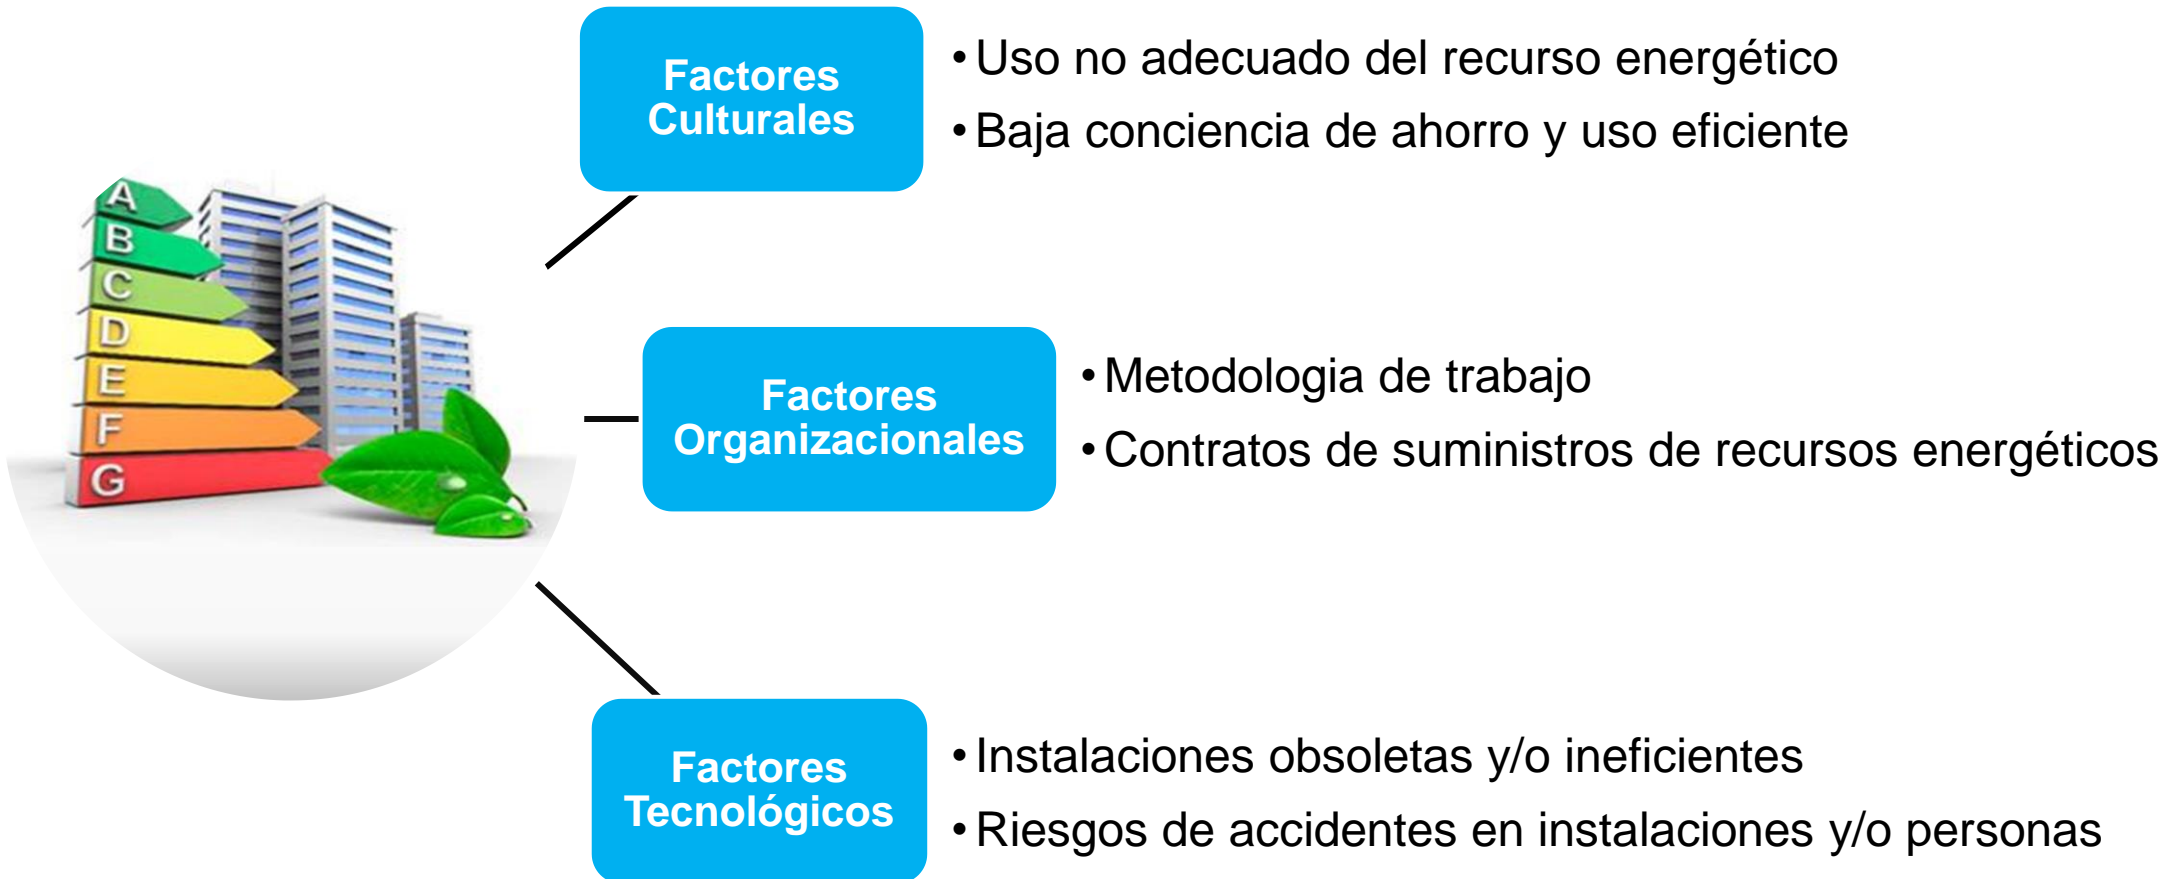 A
B
C
D
E
F
G
Factores
Culturales
• Uso no adecuado del recurso energético
• Baja conciencia de ahorro y uso eficiente
Factores
Organizacionales
• Metodologia de trabajo
• Contratos de suministros de recursos energéticos
Factores
Tecnológicos
• Instalaciones obsoletas y/o ineficientes
• Riesgos de accidentes en instalaciones y/o personas